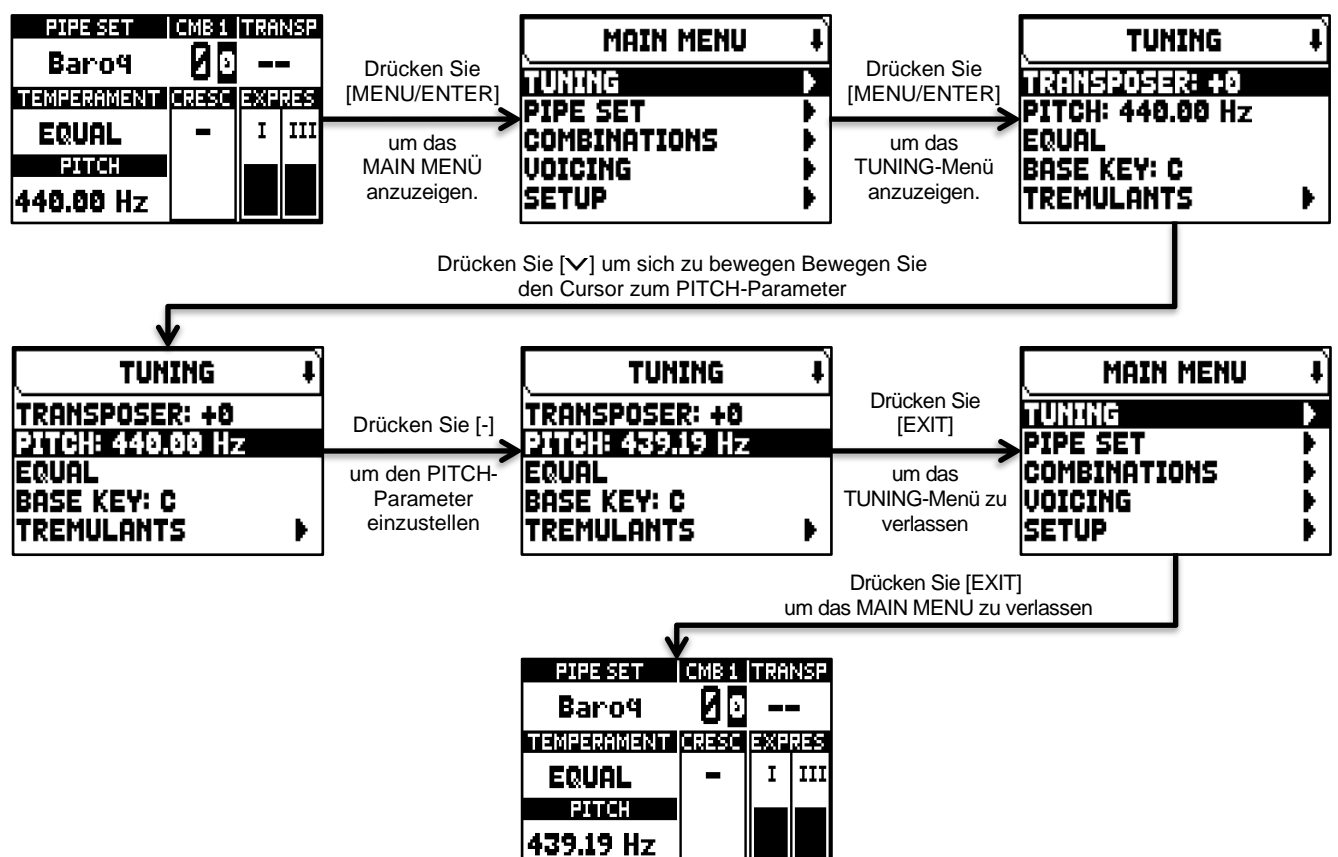 PIPE SET CMB 1 TRANSP
Baroq 00 --
TEMPERAMENT CRESC EXPRES
EQUAL - I III
PITCH
440.00 Hz
Drücken Sie
[MENU/ENTER]
um das
MAIN MENÜ
anzuzeigen.
MAIN MENU
TUNING
PIPE SET
COMBINATIONS
VOICING
SETUP
Drücken Sie
[MENU/ENTER]
um das
TUNING-Menü
anzuzeigen.
TUNING
TRANSPOSER: +0
PITCH: 440.00 Hz
EQUAL
BASE KEY: C
TREMULANTS
Drücken Sie [∨] um sich zu bewegen Bewegen Sie
den Cursor zum PITCH-Parameter
TUNING
TRANSPOSER: +0
PITCH: 440.00 Hz
EQUAL
BASE KEY: C
TREMULANTS
Drücken Sie [-]
um den PITCH-
Parameter
einzustellen
TUNING
TRANSPOSER: +0
PITCH: 439.19 Hz
EQUAL
BASE KEY: C
TREMULANTS
Drücken Sie
[EXIT]
um das
TUNING-Menü zu
verlassen
MAIN MENU
TUNING
PIPE SET
COMBINATIONS
VOICING
SETUP
Drücken Sie [EXIT]
um das MAIN MENU zu verlassen
PIPE SET CMB 1 TRANSP
Baroq 00 --
TEMPERAMENT CRESC EXPRES
EQUAL - I III
PITCH
439.19 Hz